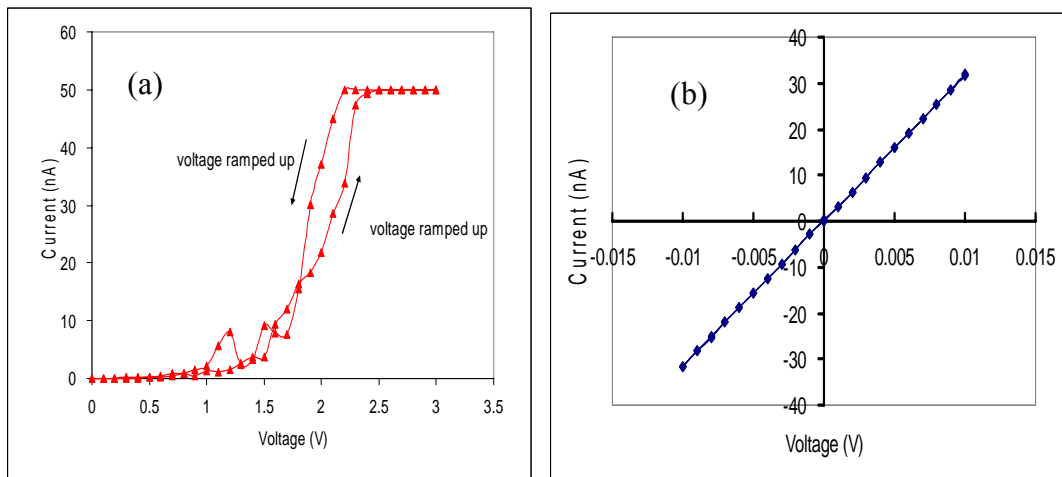 (a)
Current (nA)
60
50
40
30
20
10
0
voltage ramped up
voltage ramped up
0 0.5 1 1.5 2 2.5 3 3.5
Voltage (V)
(b)
Current (nA)
40
30
20
10
0
-10
-20
-30
-40
-0.015 -0.01 -0.005 0 0.005 0.01 0.015
Voltage (V)